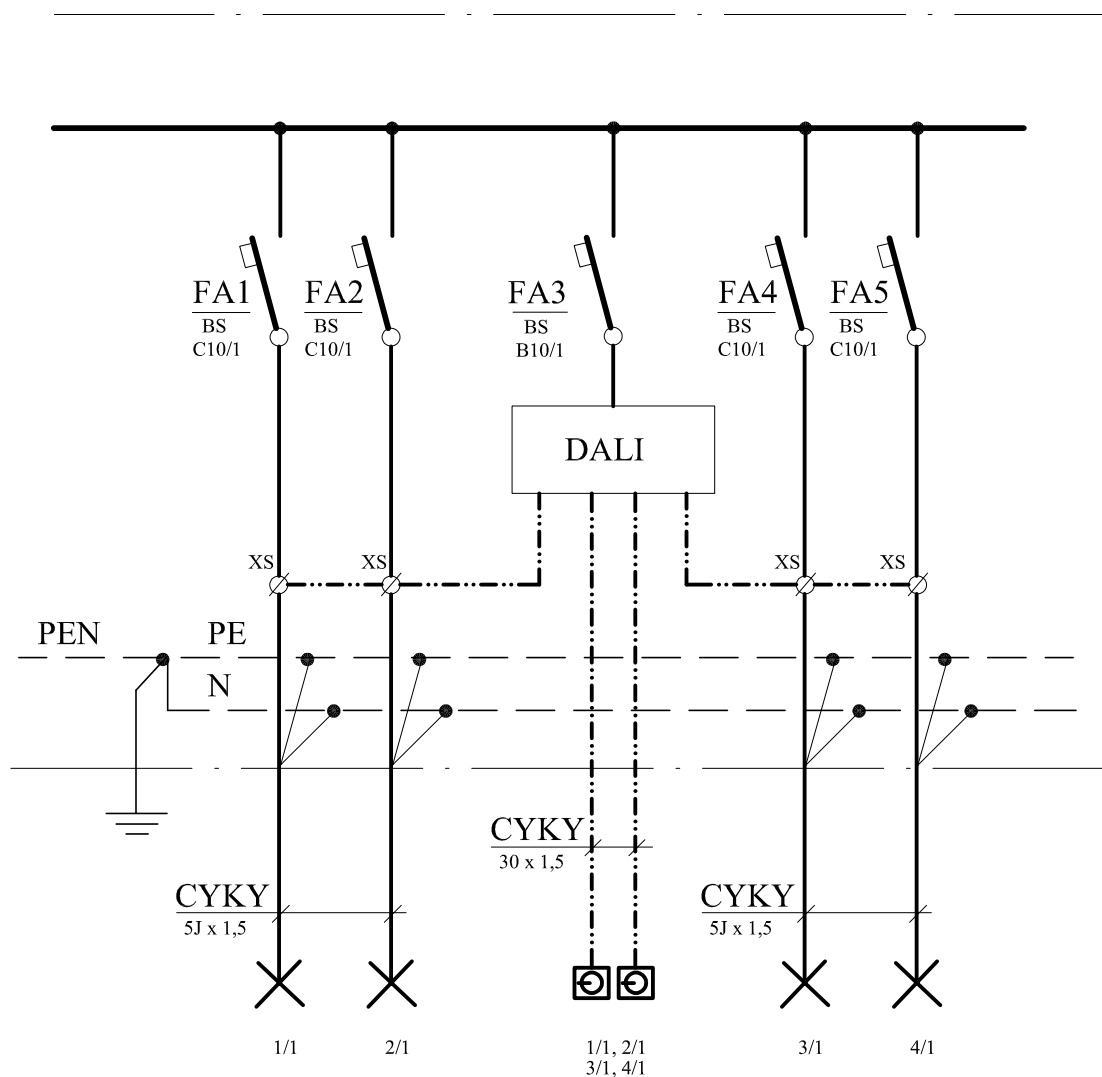 FA1 FA2 FA3 FA4 FA5
BS BS BS BS BS
C10/1 C10/1 B10/1 C10/1 C10/1
DALI
XS XS XS XS
PEN PE
N
CYKY
30 x 1,5
CYKY CYKY
5J x 1,5 5J x 1,5
1/1 2/1 1/1, 2/1 3/1 4/1
3/1, 4/1